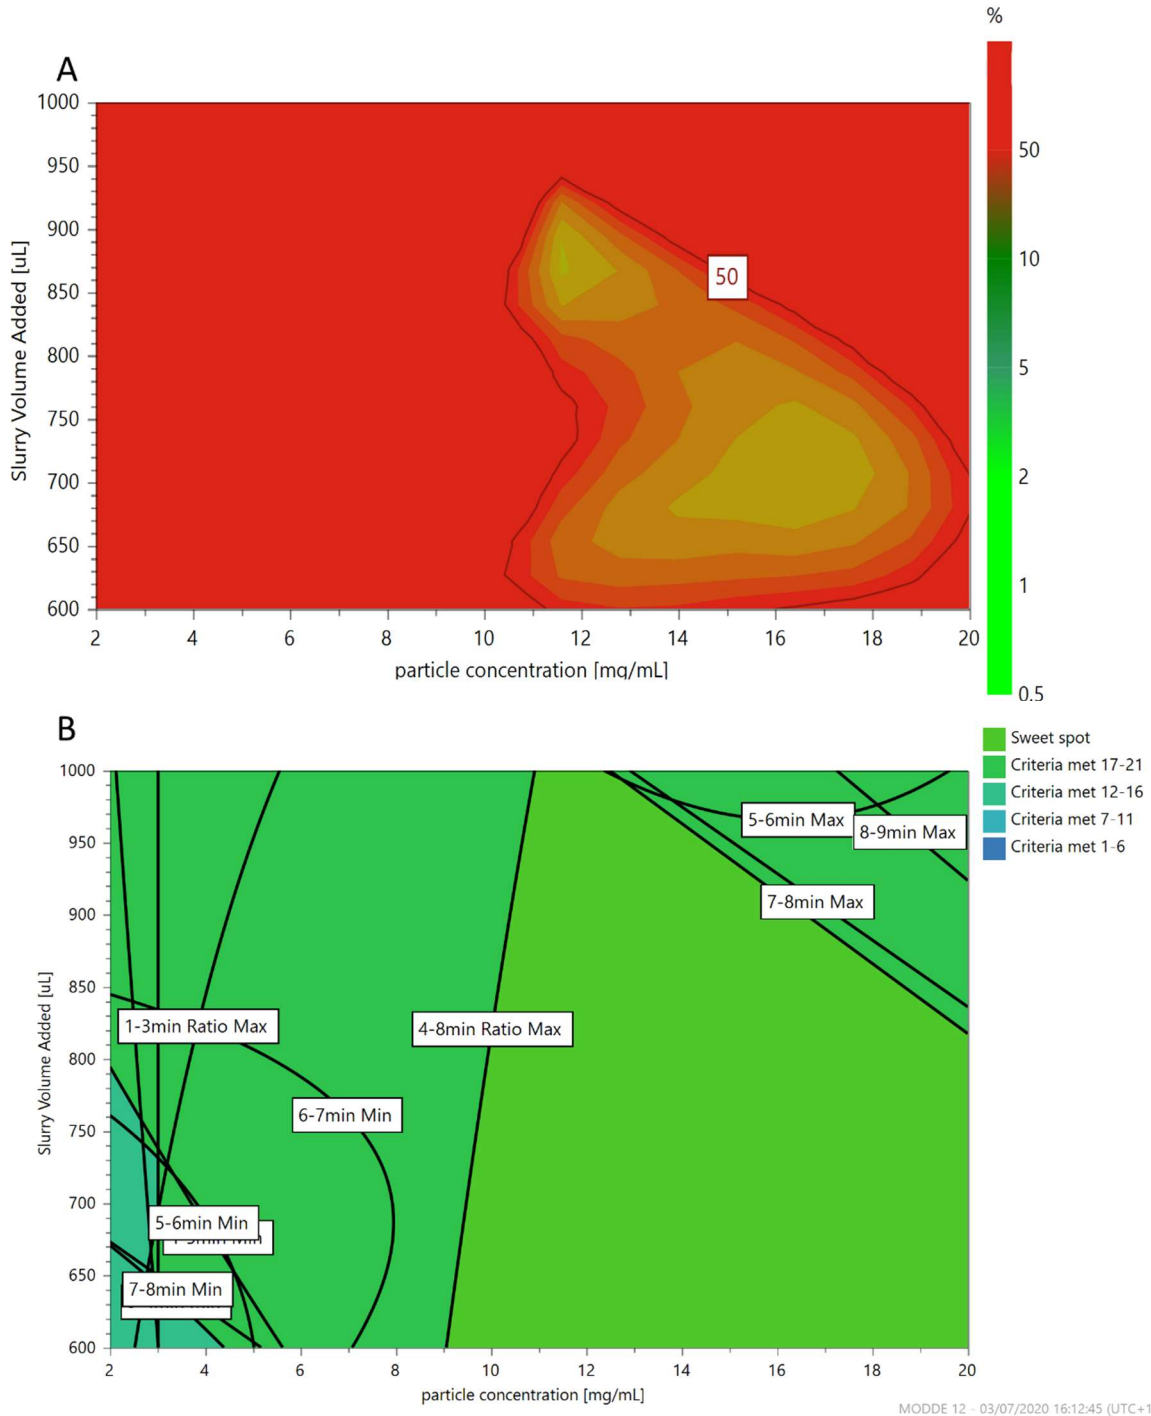 %
A
1000
950
900
850
800
750
700
650
600
Slurry Volume Added [uL]
50
2 4 6 8 10 12 14 16 18 20
particle concentration [mg/mL]
50
10
5
2
1
0.5
B
1000
950
900
850
800
750
700
650
600
Slurry Volume Added [uL]
5-6min Max
8-9min Max
7-8min Max
1-3min Ratio Max
4-8min Ratio Max
6-7min Min
5-6min Min
7-8min Min
2 4 6 8 10 12 14 16 18 20
particle concentration [mg/mL]
Sweet spot
Criteria met 17-21
Criteria met 12-16
Criteria met 7-11
Criteria met 1-6
MODDE 12 - 03/07/2020 16:12:45 (UTC+1